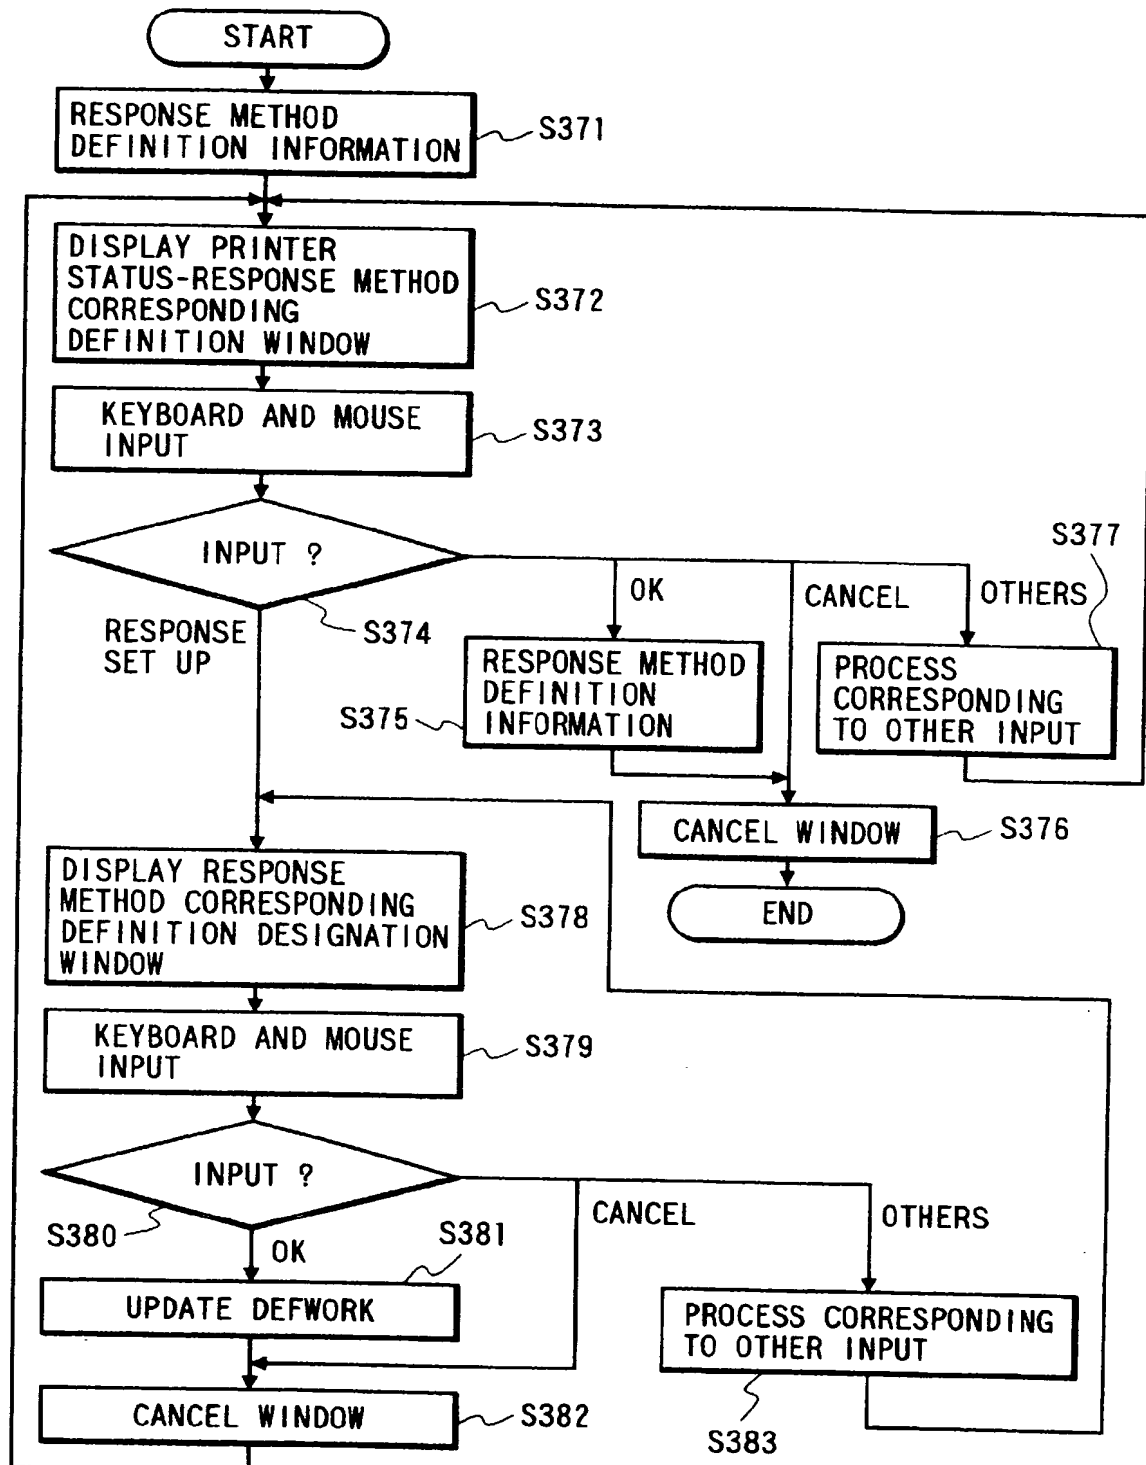 START
RESPONSE METHOD
DEFINITION INFORMATION
S371
DISPLAY PRINTER
STATUS-RESPONSE METHOD
CORRESPONDING
DEFINITION WINDOW
S372
KEYBOARD AND MOUSE
INPUT
S373
INPUT ?
S374
RESPONSE
SET UP
OK
CANCEL
OTHERS
S377
RESPONSE METHOD
DEFINITION
INFORMATION
S375
PROCESS
CORRESPONDING
TO OTHER INPUT
CANCEL WINDOW
S376
END
DISPLAY RESPONSE
METHOD CORRESPONDING
DEFINITION DESIGNATION
WINDOW
S378
KEYBOARD AND MOUSE
INPUT
S379
INPUT ?
S380
OK
CANCEL
OTHERS
S381
UPDATE DEFWORK
PROCESS CORRESPONDING
TO OTHER INPUT
S383
CANCEL WINDOW
S382